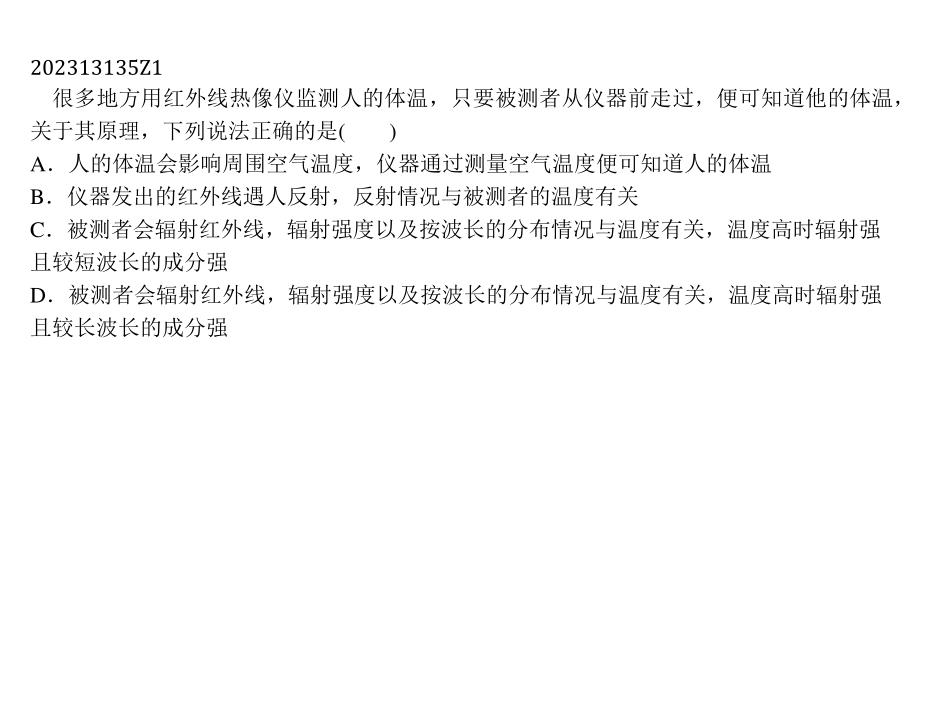 202313135Z1
很多地方用红外线热像仪监测人的体温，只要被测者从仪器前走过，便可知道他的体温，
关于其原理，下列说法正确的是(　　)
A．人的体温会影响周围空气温度，仪器通过测量空气温度便可知道人的体温
B．仪器发出的红外线遇人反射，反射情况与被测者的温度有关
C．被测者会辐射红外线，辐射强度以及按波长的分布情况与温度有关，温度高时辐射强
且较短波长的成分强
D．被测者会辐射红外线，辐射强度以及按波长的分布情况与温度有关，温度高时辐射强
且较长波长的成分强